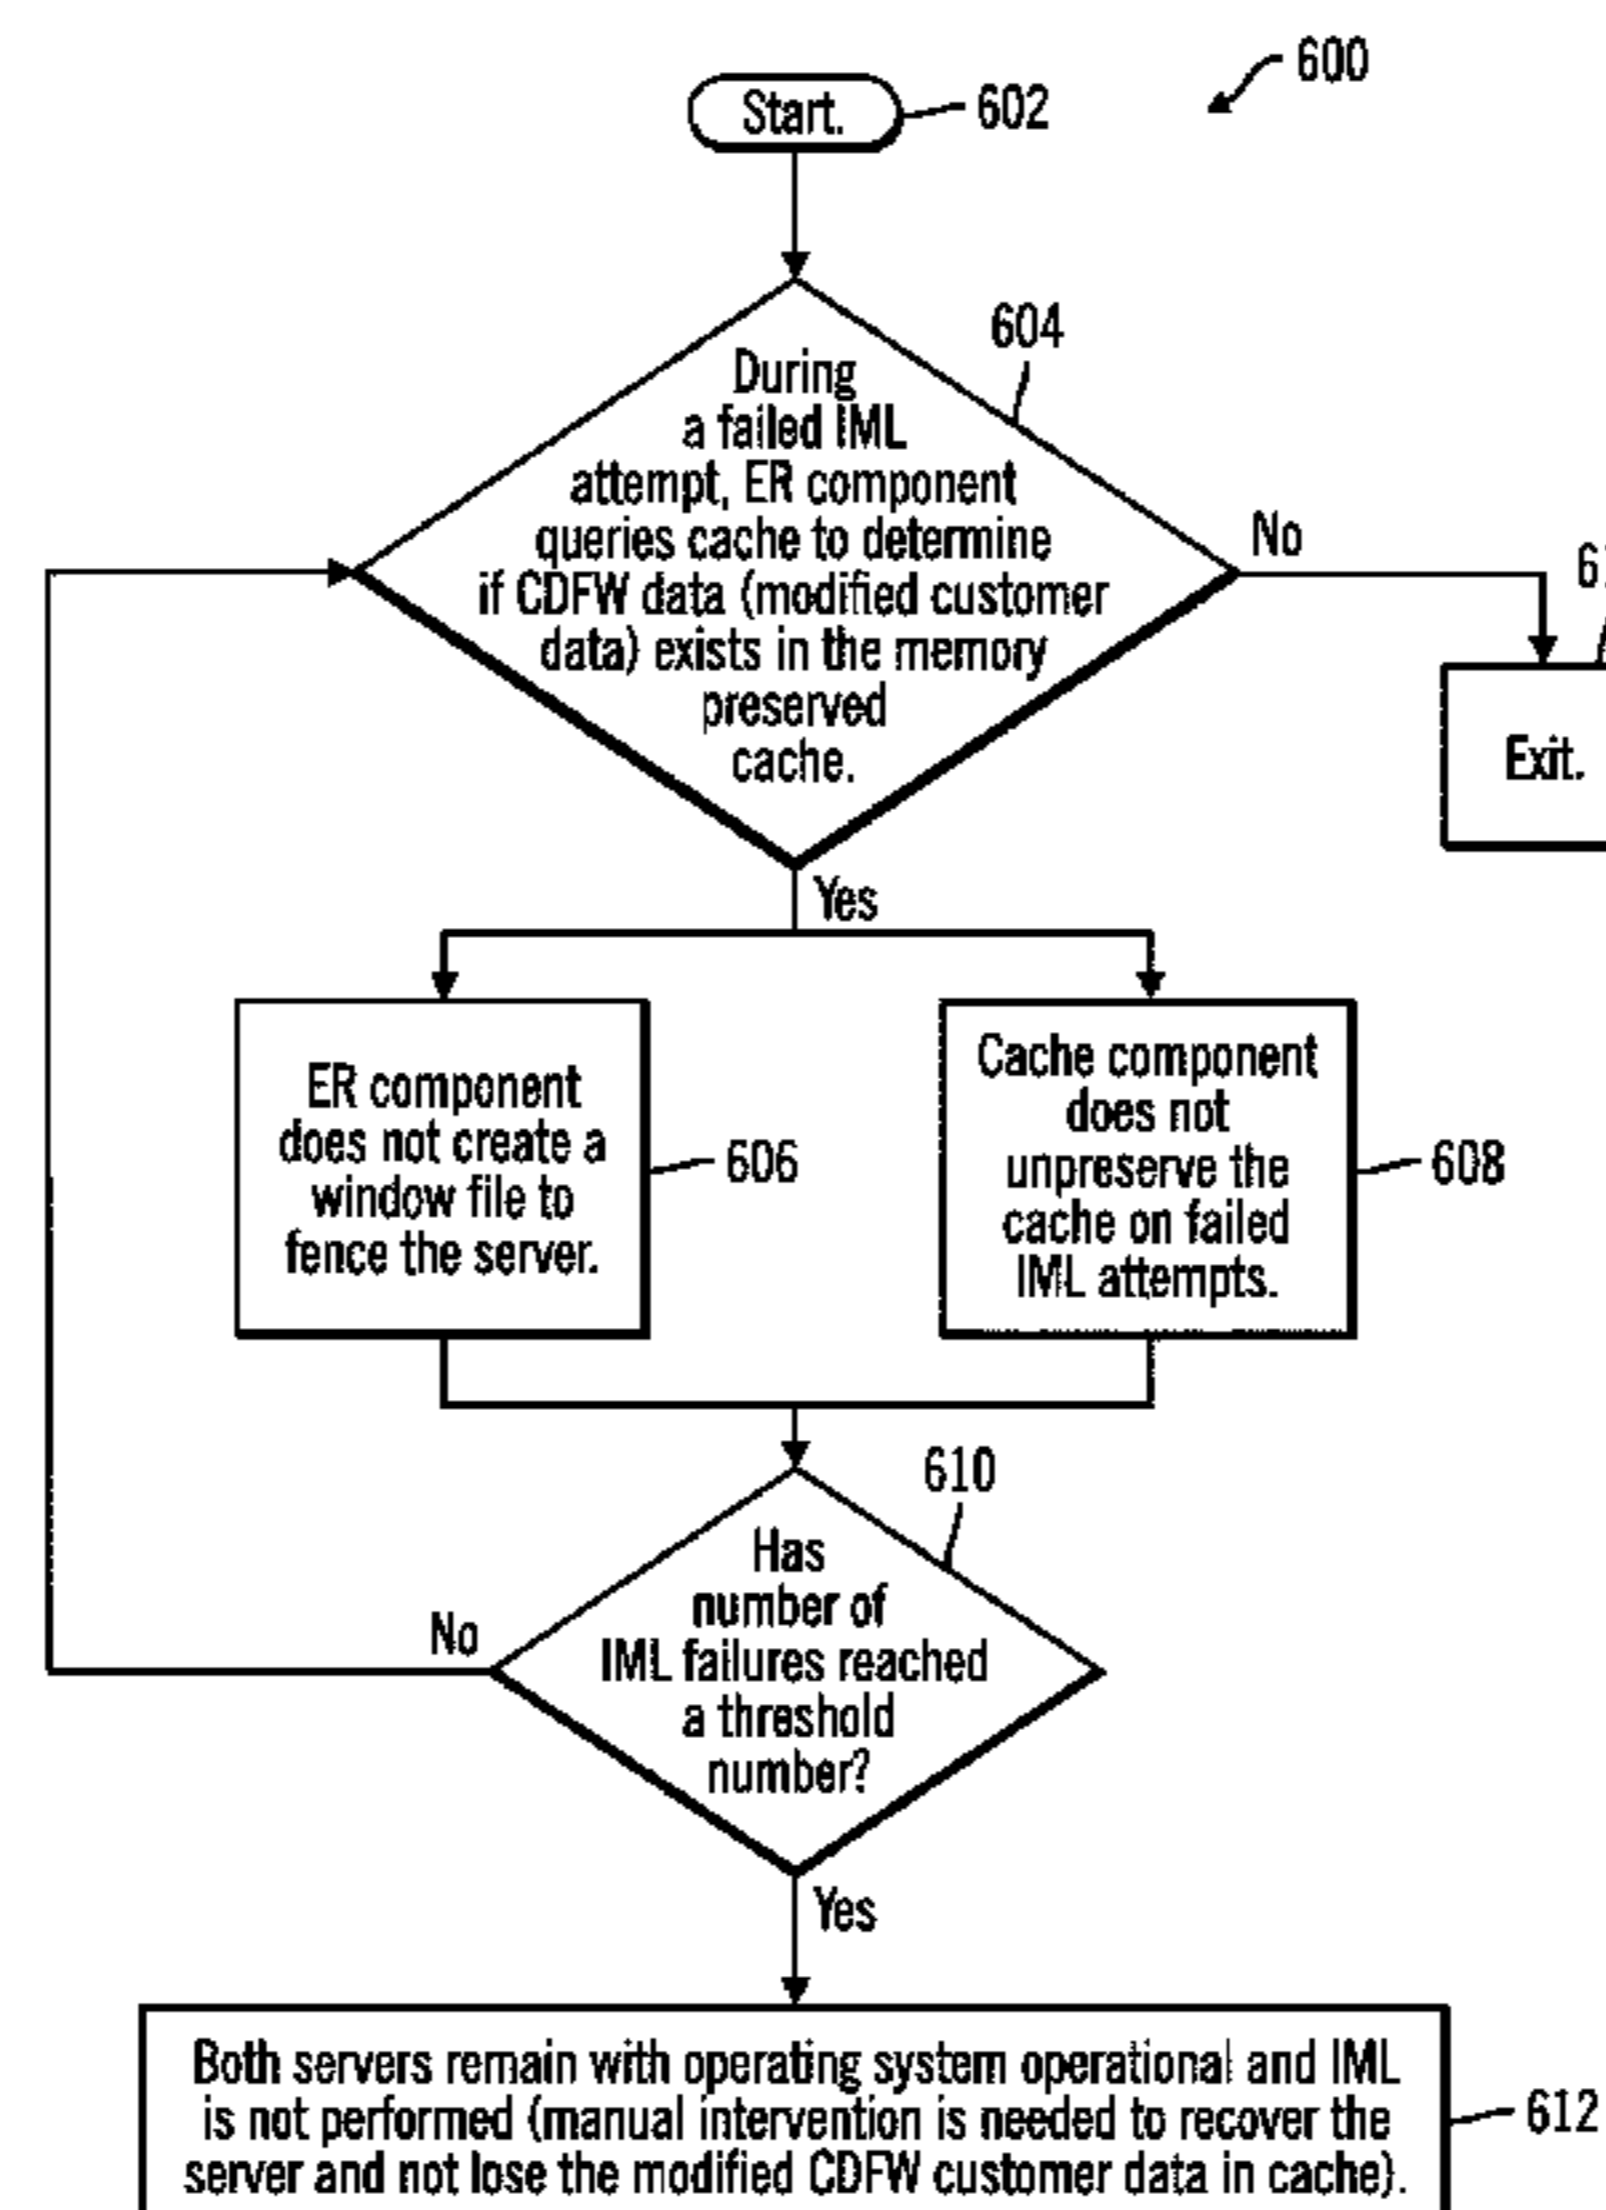 600
Start.
602
604
During
a failed IML
attempt, ER component
queries cache to determine
if CDFW data (modified customer
data) exists in the memory
preserved
cache.
No
Exit.
Yes
ER component
does not create a
window file to
fence the server.
606
Cache component
does not
unpreserve the
cache on failed
IML attempts.
608
610
Has
number of
IML failures reached
a threshold
number?
No
Yes
Both servers remain with operating system operational and IML
is not performed (manual intervention is needed to recover the
server and not lose the modified CDFW customer data in cache).
612